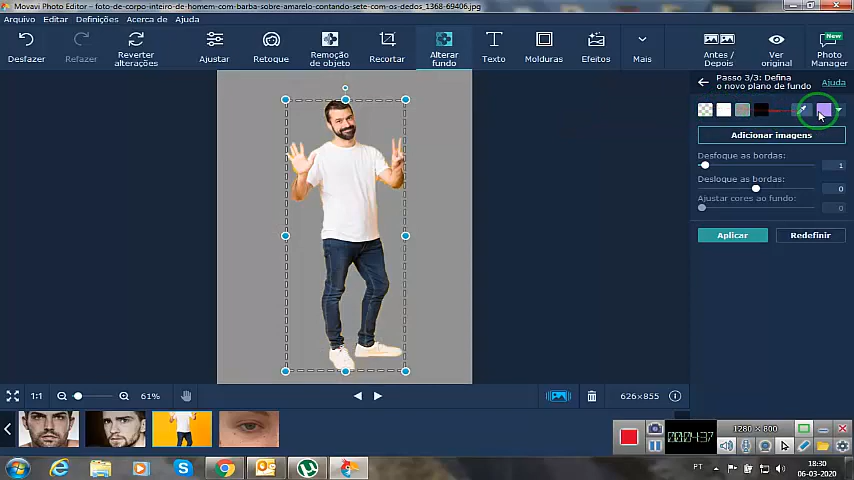 Movavi Photo Editor – foto-de-corpo-inteiro-de-homem-com-barba-sobre-amarelo-contando-sete-com-os-dedos_1368-69406.jpg
Arquivo Editar Definições Acerca de Ajuda
Desfazer
Refazer
Reverter alterações
Ajustar
Retoque
Remoção de objeto
Recortar
Alterar fundo
Texto
Molduras
Efeitos
Mais
Antes / Depois
Ver original
New
Photo Manager
Passo 3/3: Defina
o novo plano de fundo
Ajuda
Adicionar imagens
Desfoque as bordas:
1
Desloque as bordas:
0
Ajustar cores ao fundo:
0
Aplicar Redefinir
1:1 61% 626×855
00:04:37
1280 × 800
PT
18:30
06-03-2020